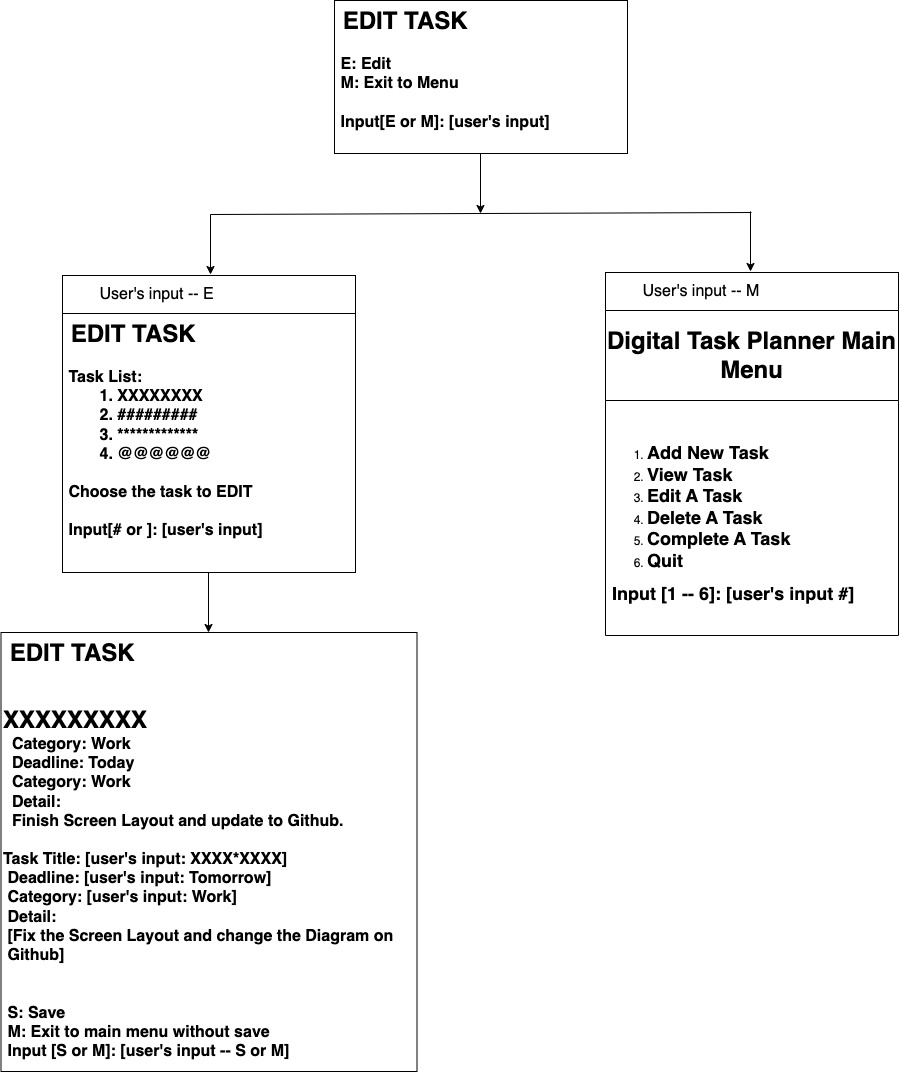 EDIT TASK
E: Edit
M: Exit to Menu
Input[E or M]: [user's input]
User's input -- E
EDIT TASK
Task List:
1. XXXXXXXX
2. #########
3. *************
4. @@@@@@
Choose the task to EDIT
Input[# or ]: [user's input]
User's input -- M
Digital Task Planner Main
Menu
1. Add New Task
2. View Task
3. Edit A Task
4. Delete A Task
5. Complete A Task
6. Quit
Input [1 -- 6]: [user's input #]
EDIT TASK
XXXXXXXXX
Category: Work
Deadline: Today
Category: Work
Detail:
Finish Screen Layout and update to Github.
Task Title: [user's input: XXXX*XXXX]
Deadline: [user's input: Tomorrow]
Category: [user's input: Work]
Detail:
[Fix the Screen Layout and change the Diagram on
Github]
S: Save
M: Exit to main menu without save
Input [S or M]: [user's input -- S or M]